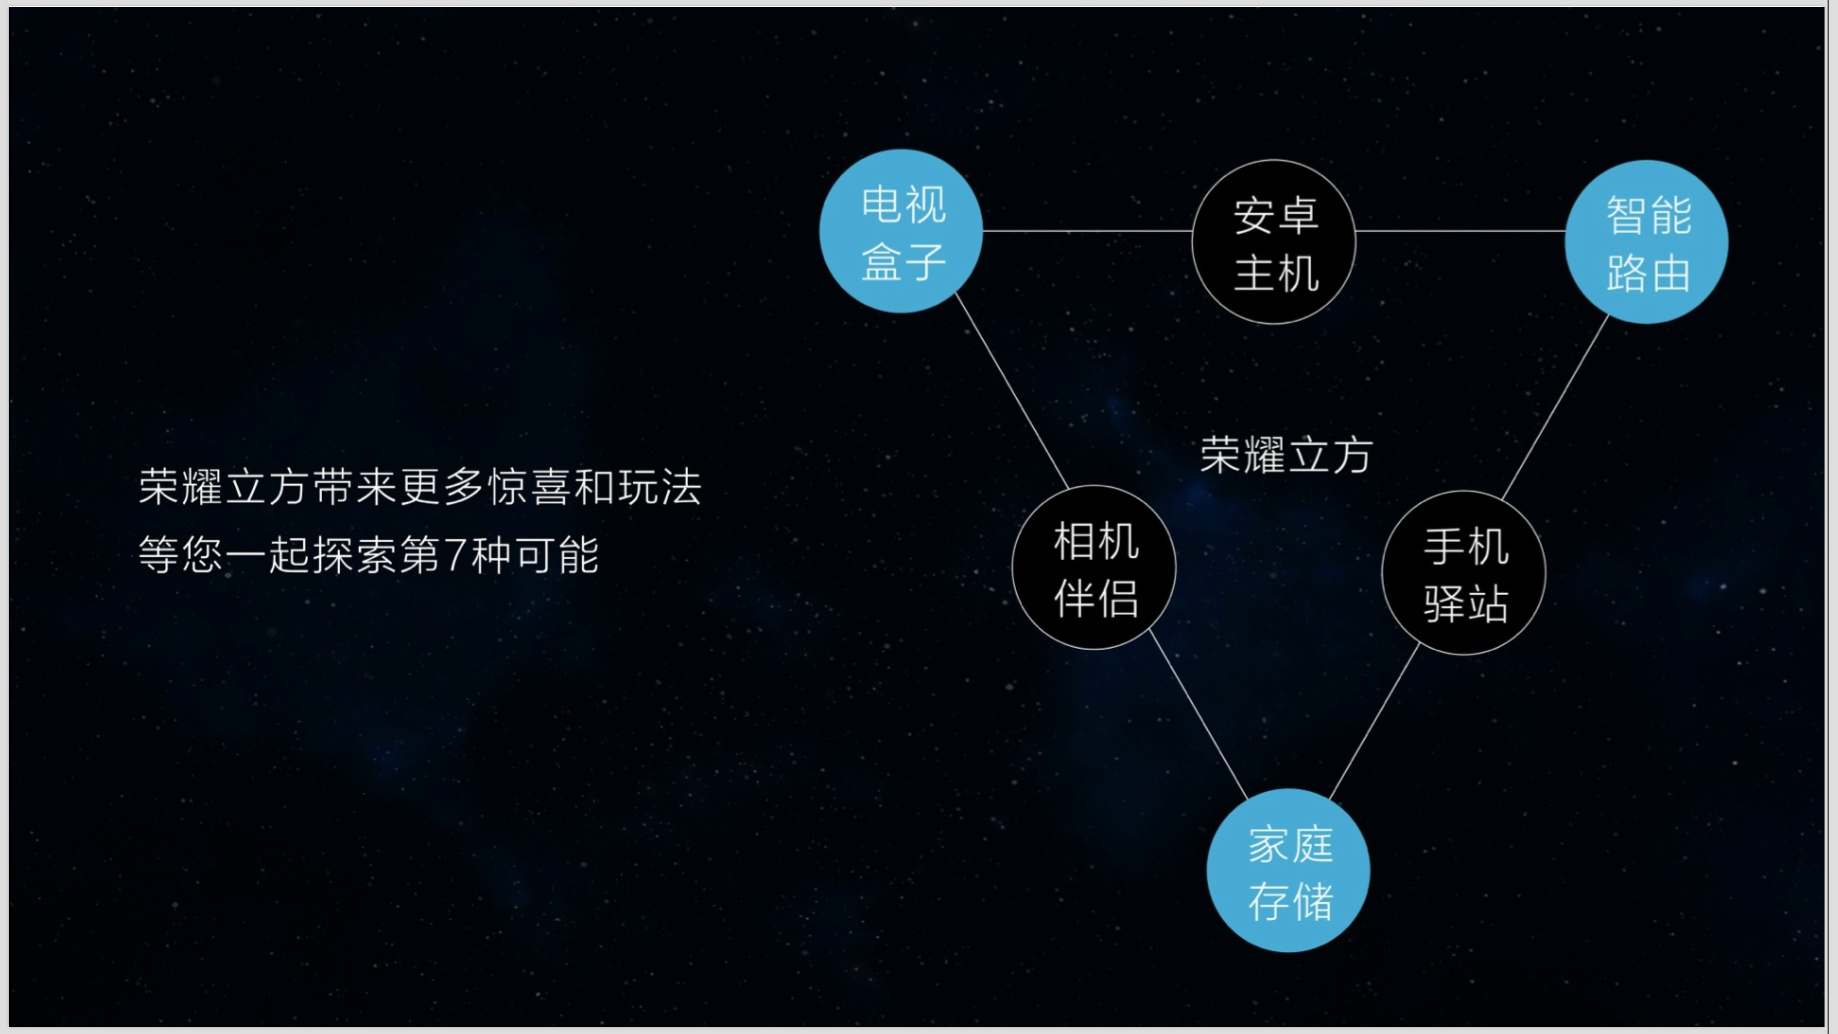 荣耀立方带来更多惊喜和玩法
等您一起探索第7种可能
电视
盒子
安卓
主机
智能
路由
荣耀立方
相机
伴侣
手机
驿站
家庭
存储